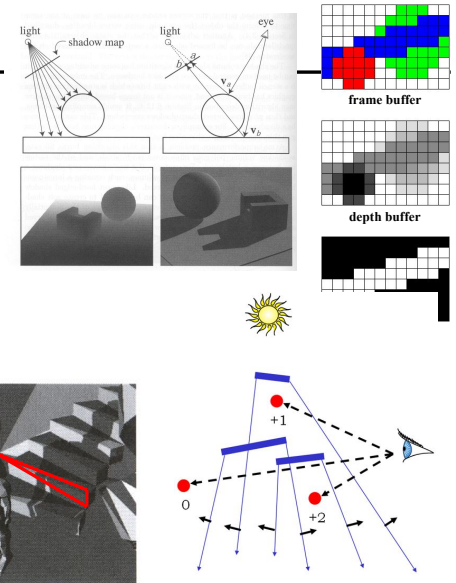 light
shadow map
light
eye
a
b
v_a
v_b
frame buffer
depth buffer
+1
0
+2